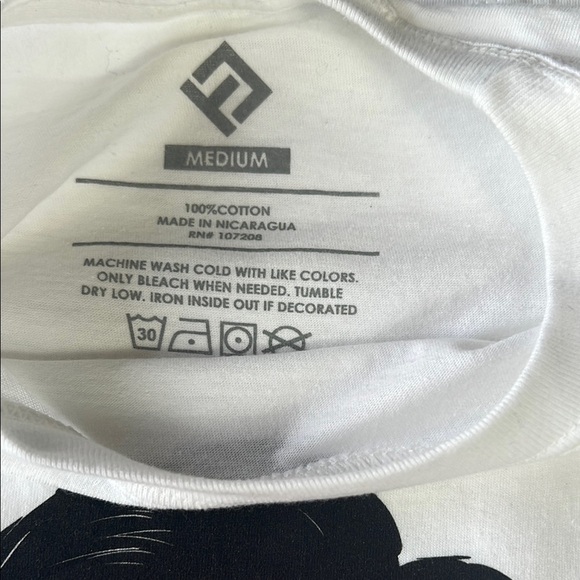 MEDIUM
100%COTTON
MADE IN NICARAGUA
RN# 107208
MACHINE WASH COLD WITH LIKE COLORS.
ONLY BLEACH WHEN NEEDED. TUMBLE
DRY LOW. IRON INSIDE OUT IF DECORATED
30